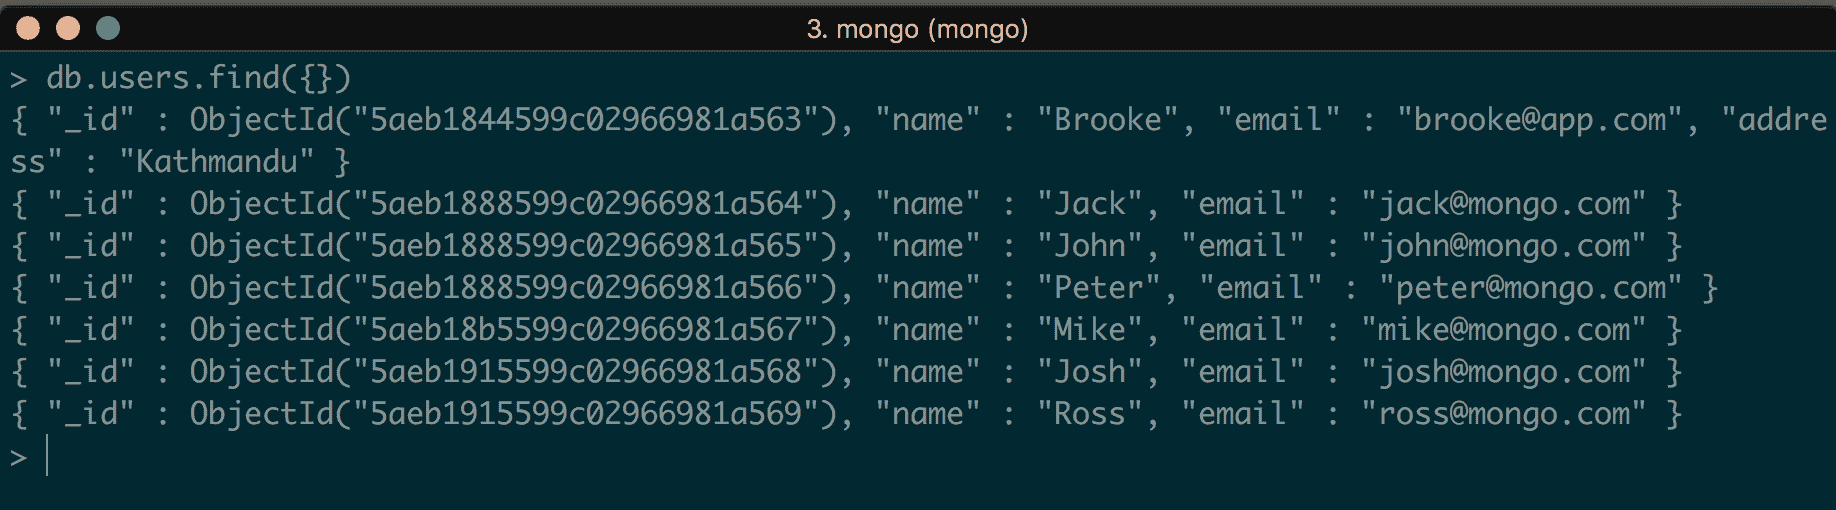 3. mongo (mongo)
> db.users.find({})
{ "_id" : ObjectId("5aeb1844599c02966981a563"), "name" : "Brooke", "email" : "brooke@app.com", "addre
ss" : "Kathmandu" }
{ "_id" : ObjectId("5aeb1888599c02966981a564"), "name" : "Jack", "email" : "jack@mongo.com" }
{ "_id" : ObjectId("5aeb1888599c02966981a565"), "name" : "John", "email" : "john@mongo.com" }
{ "_id" : ObjectId("5aeb1888599c02966981a566"), "name" : "Peter", "email" : "peter@mongo.com" }
{ "_id" : ObjectId("5aeb18b5599c02966981a567"), "name" : "Mike", "email" : "mike@mongo.com" }
{ "_id" : ObjectId("5aeb1915599c02966981a568"), "name" : "Josh", "email" : "josh@mongo.com" }
{ "_id" : ObjectId("5aeb1915599c02966981a569"), "name" : "Ross", "email" : "ross@mongo.com" }
>